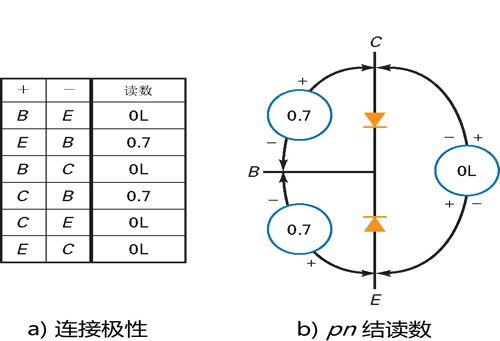 + − 读数
B E 0L
E B 0.7
B C 0L
C B 0.7
C E 0L
E C 0L
a) 连接极性
C
+
0.7
−
− +
B
0L
−
+ −
0.7
+
E
b) pn 结读数